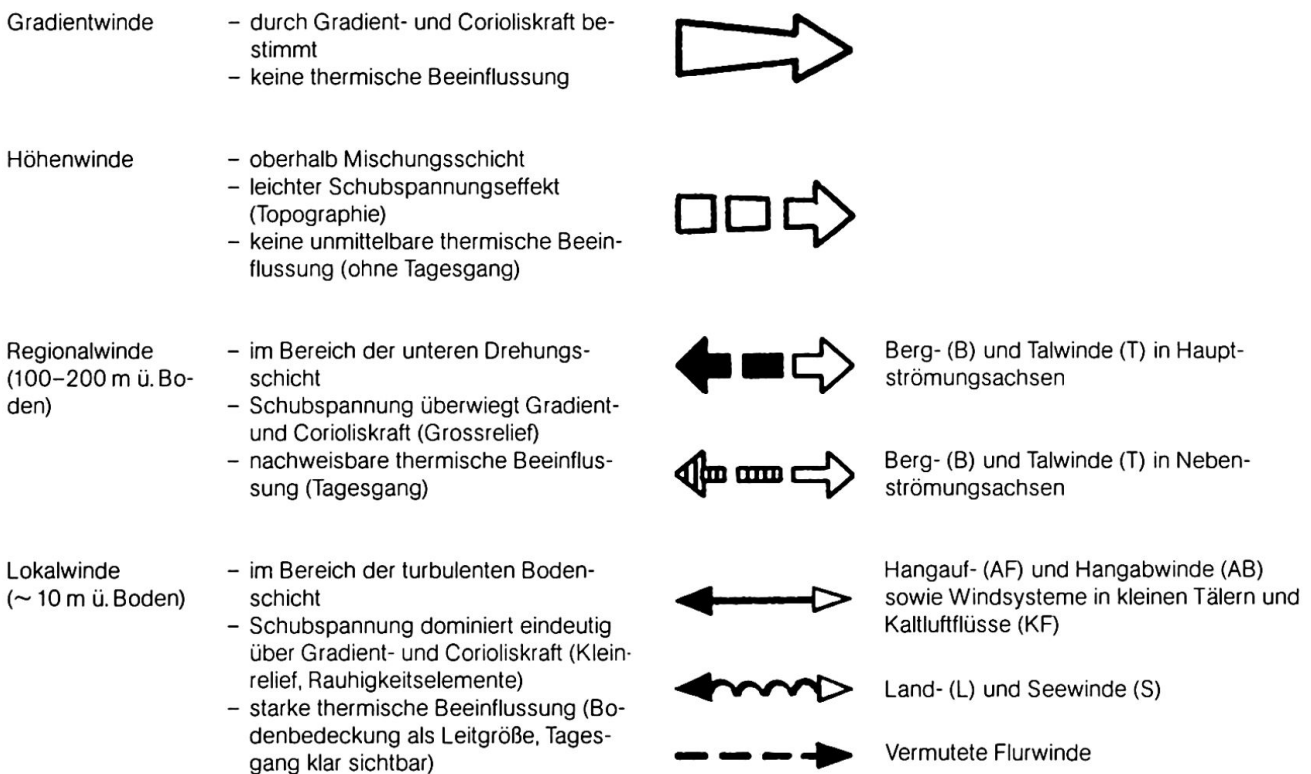 Gradientwinde
– durch Gradient- und Corioliskraft be-
stimmt
– keine thermische Beeinflussung
Höhenwinde
– oberhalb Mischungsschicht
– leichter Schubspannungseffekt
(Topographie)
– keine unmittelbare thermische Beein-
flussung (ohne Tagesgang)
Regionalwinde
(100–200 m ü. Bo-
den)
– im Bereich der unteren Drehungs-
schicht
– Schubspannung überwiegt Gradient-
und Corioliskraft (Grossrelief)
– nachweisbare thermische Beeinflus-
sung (Tagesgang)
Berg- (B) und Talwinde (T) in Haupt-
strömungsachsen
Berg- (B) und Talwinde (T) in Neben-
strömungsachsen
Lokalwinde
(~ 10 m ü. Boden)
– im Bereich der turbulenten Boden-
schicht
– Schubspannung dominiert eindeutig
über Gradient- und Corioliskraft (Klein-
relief, Rauhigkeitselemente)
– starke thermische Beeinflussung (Bo-
denbedeckung als Leitgröße, Tages-
gang klar sichtbar)
Hangauf- (AF) und Hangabwinde (AB)
sowie Windsysteme in kleinen Tälern und
Kaltluftflüsse (KF)
Land- (L) und Seewinde (S)
Vermutete Flurwinde